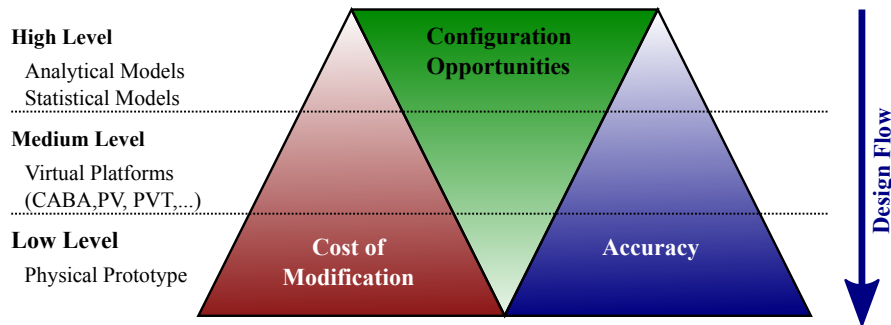 High Level
Analytical Models
Statistical Models
Medium Level
Virtual Platforms
(CABA,PV, PVT,...)
Low Level
Physical Prototype
Configuration
Opportunities
Cost of
Modification
Accuracy
Design Flow